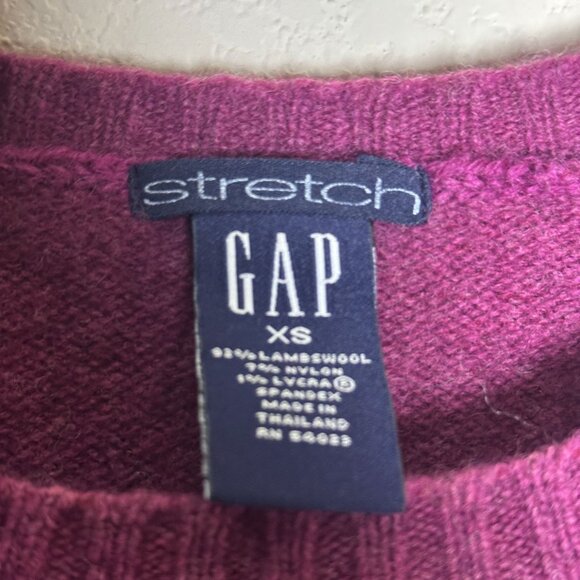 stretch
GAP
XS
92% LAMBSWOOL
7% NYLON
1% LYCRA®
SPANDEX
MADE IN
THAILAND
RN 54023